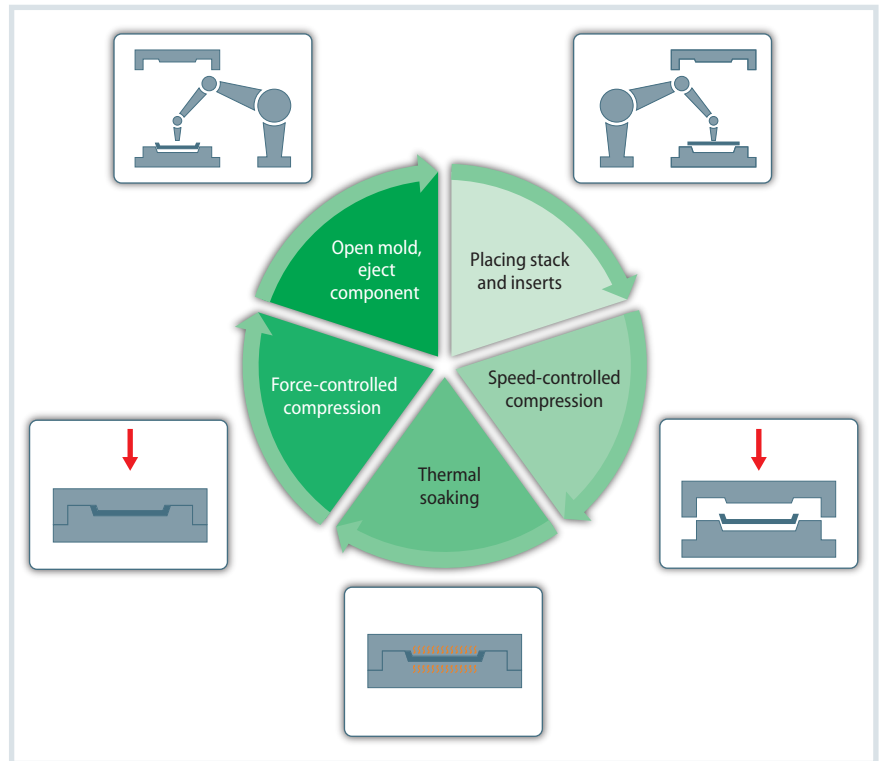 Open mold,
eject
component
Placing stack
and inserts
Speed-controlled
compression
Thermal
soaking
Force-controlled
compression